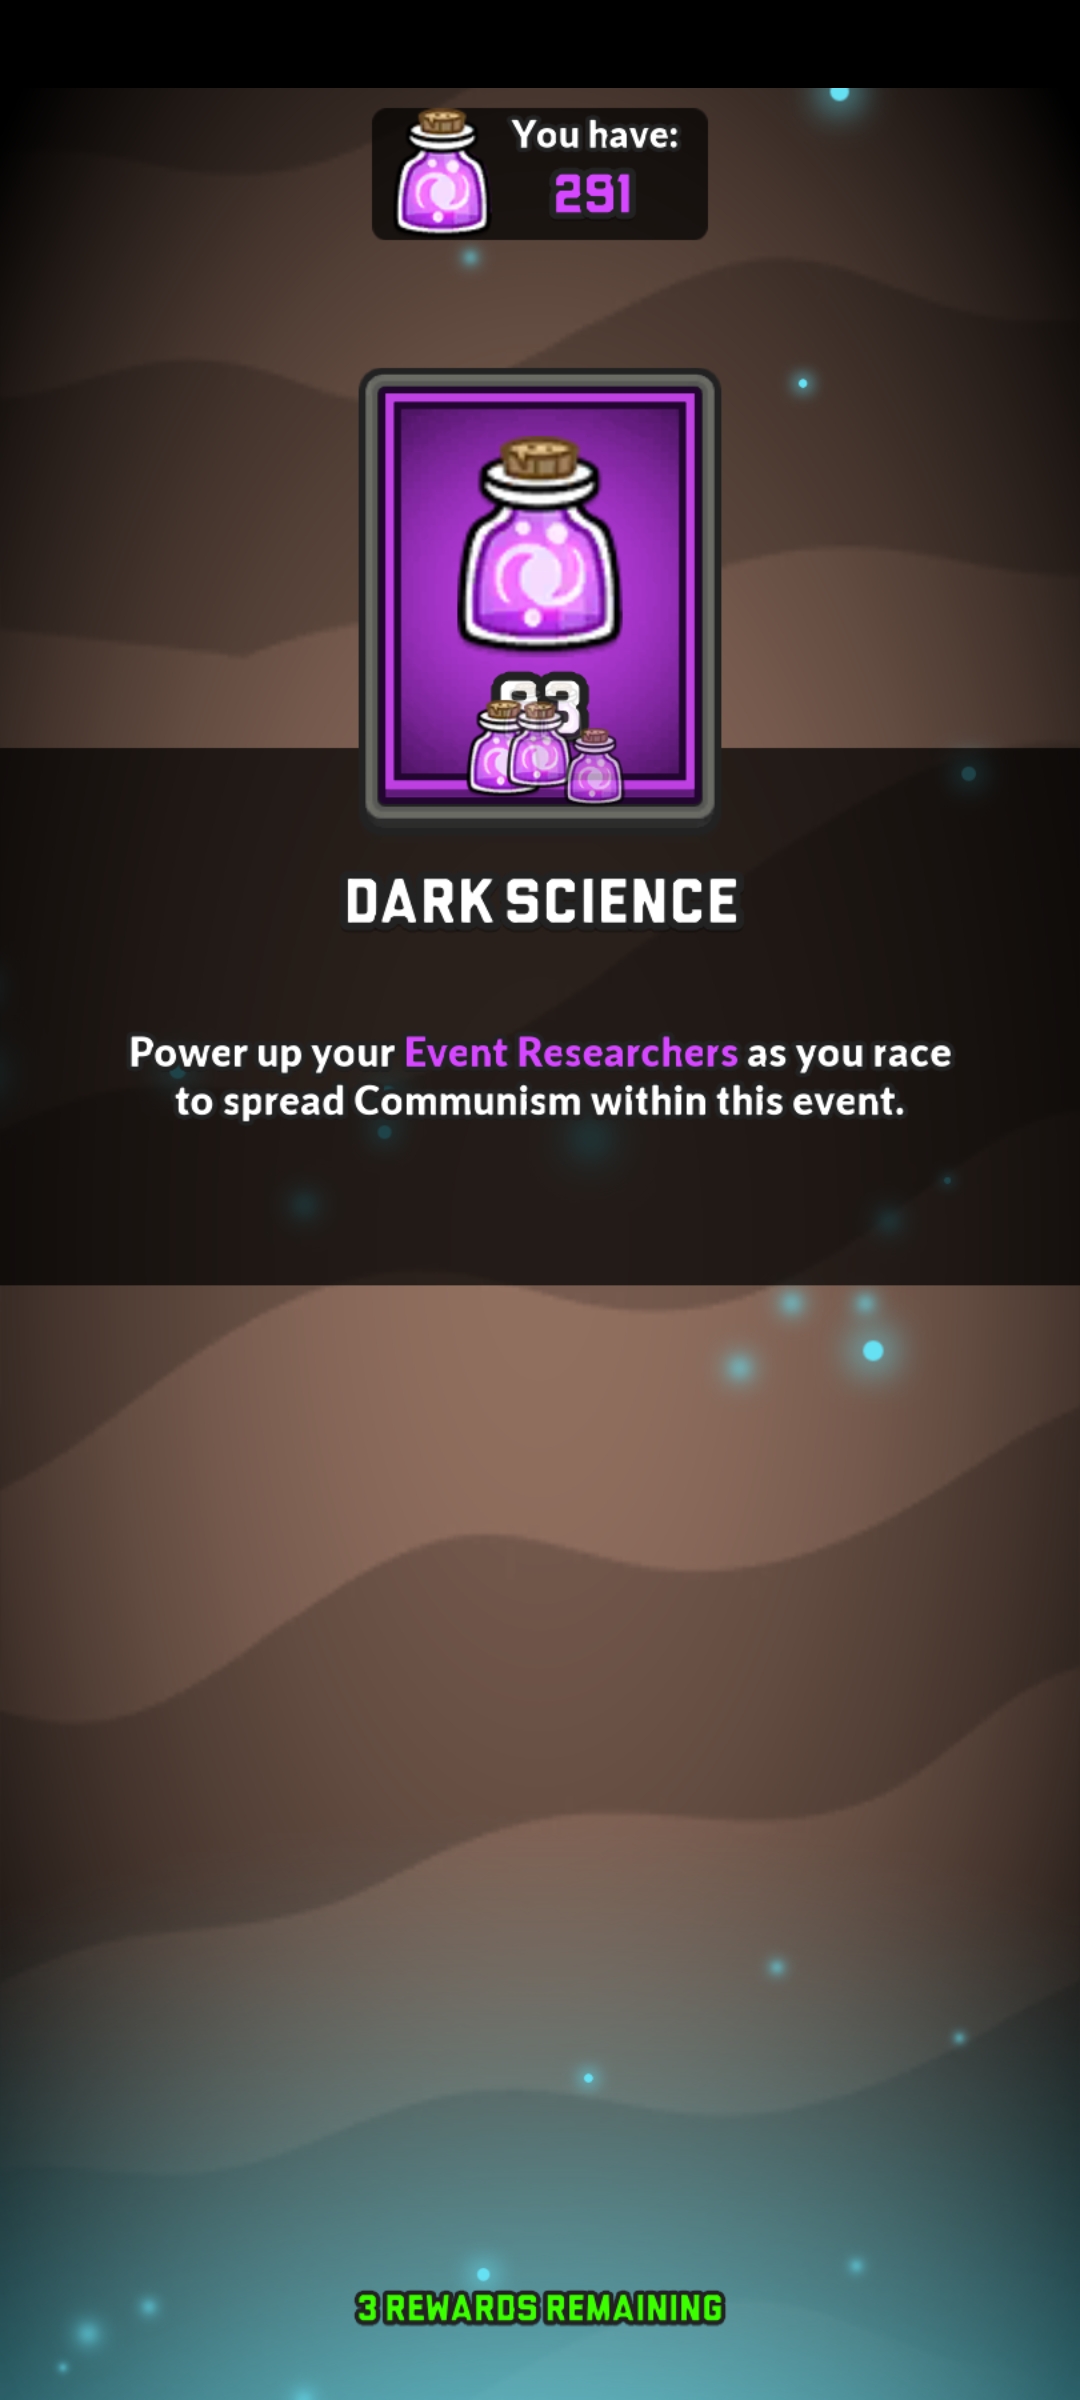 You have:
291
DARK SCIENCE
Power up your Event Researchers as you race
to spread Communism within this event.
3 REWARDS REMAINING